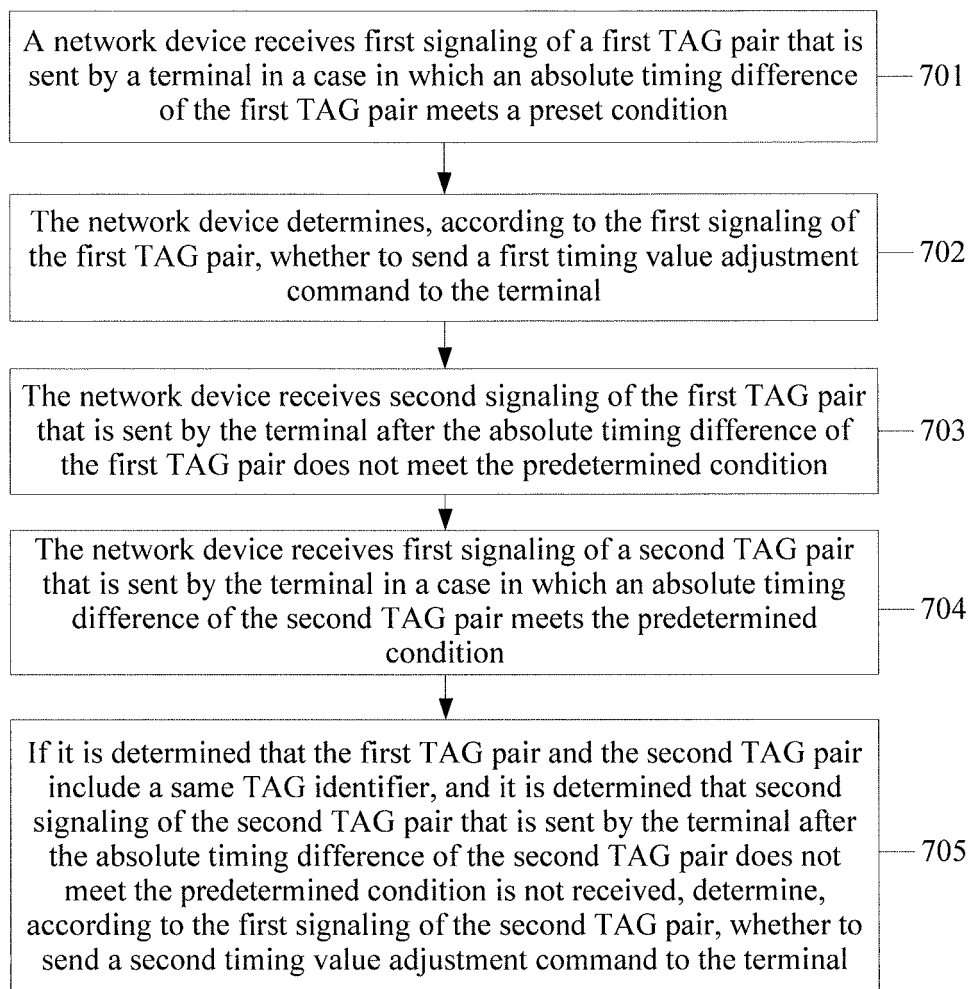 A network device receives first signaling of a first TAG pair that is
sent by a terminal in a case in which an absolute timing difference
of the first TAG pair meets a preset condition
701
The network device determines, according to the first signaling of
the first TAG pair, whether to send a first timing value adjustment
command to the terminal
702
The network device receives second signaling of the first TAG pair
that is sent by the terminal after the absolute timing difference of
the first TAG pair does not meet the predetermined condition
703
The network device receives first signaling of a second TAG pair
that is sent by the terminal in a case in which an absolute timing
difference of the second TAG pair meets the predetermined
condition
704
If it is determined that the first TAG pair and the second TAG pair
include a same TAG identifier, and it is determined that second
signaling of the second TAG pair that is sent by the terminal after
the absolute timing difference of the second TAG pair does not
meet the predetermined condition is not received, determine,
according to the first signaling of the second TAG pair, whether to
send a second timing value adjustment command to the terminal
705